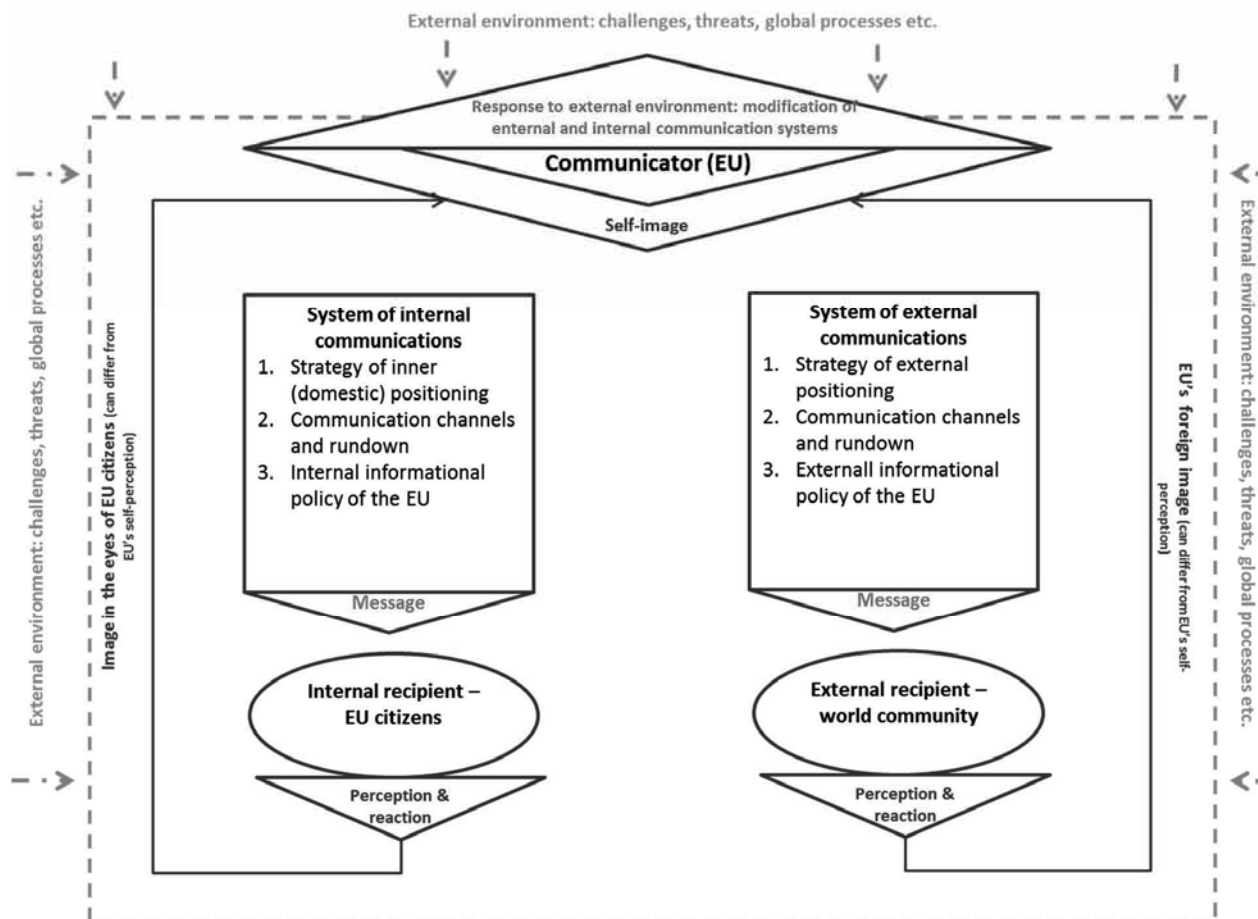 External environment: challenges, threats, global processes etc.
Response to external environment: modification of
enternal and internal communication systems
Communicator (EU)
Self-image
External environment: challenges, threats, global processes etc.
Image in the eyes of EU citizens (can differ from
EU's self-perception)
System of internal
communications
1. Strategy of inner
(domestic) positioning
2. Communication channels
and rundown
3. Internal informational
policy of the EU
Message
Internal recipient –
EU citizens
Perception &
reaction
System of external
communications
1. Strategy of external
positioning
2. Communication channels
and rundown
3. Externall informational
policy of the EU
Message
External recipient –
world community
Perception &
reaction
EU's foreign image (can differ from EU's self-
perception)
External environment: challenges, threats, global processes etc.